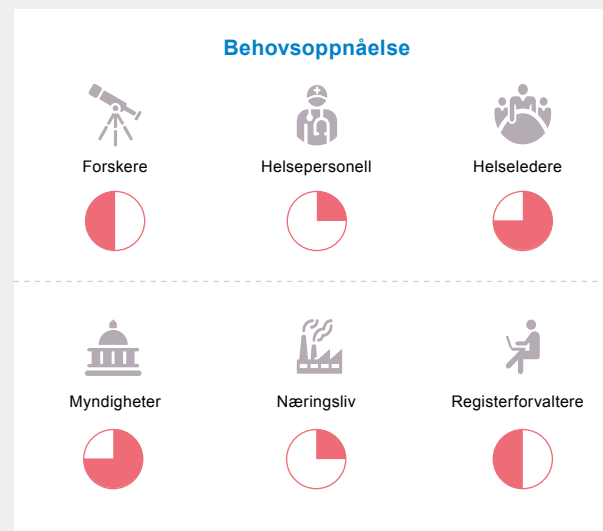 Behovsoppnåelse
Forskere
Helsepersonell
Helseledere
Myndigheter
Næringsliv
Registerforvaltere